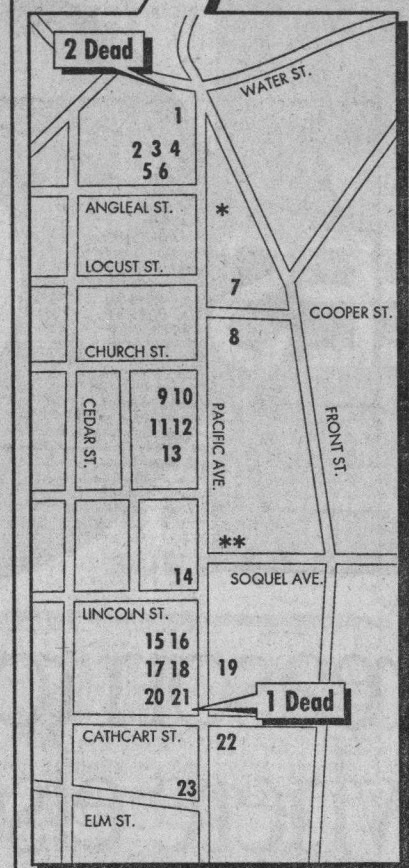 2 Dead
WATER ST.
1
2 3 4
5 6
ANGLEAL ST.
*
LOCUST ST.
7
COOPER ST.
8
CHURCH ST.
CEDAR ST.
9 10
11 12
13
PACIFIC AVE.
FRONT ST.
**
14
SOQUEL AVE.
LINCOLN ST.
15 16
17 18
19
20 21
1 Dead
CATHCART ST.
22
23
ELM ST.